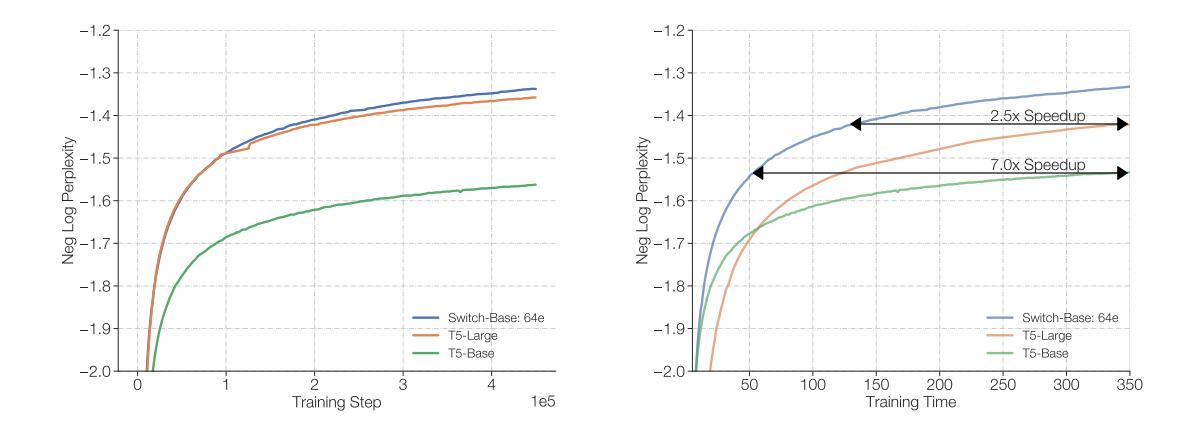 −1.2
−1.3
−1.4
−1.5
−1.6
−1.7
−1.8
−1.9
−2.0
Neg Log Perplexity
Switch-Base: 64e
T5-Large
T5-Base
0 1 2 3 4
Training Step
1e5
−1.2
−1.3
−1.4
−1.5
−1.6
−1.7
−1.8
−1.9
−2.0
Neg Log Perplexity
2.5x Speedup
7.0x Speedup
Switch-Base: 64e
T5-Large
T5-Base
50 100 150 200 250 300 350
Training Time